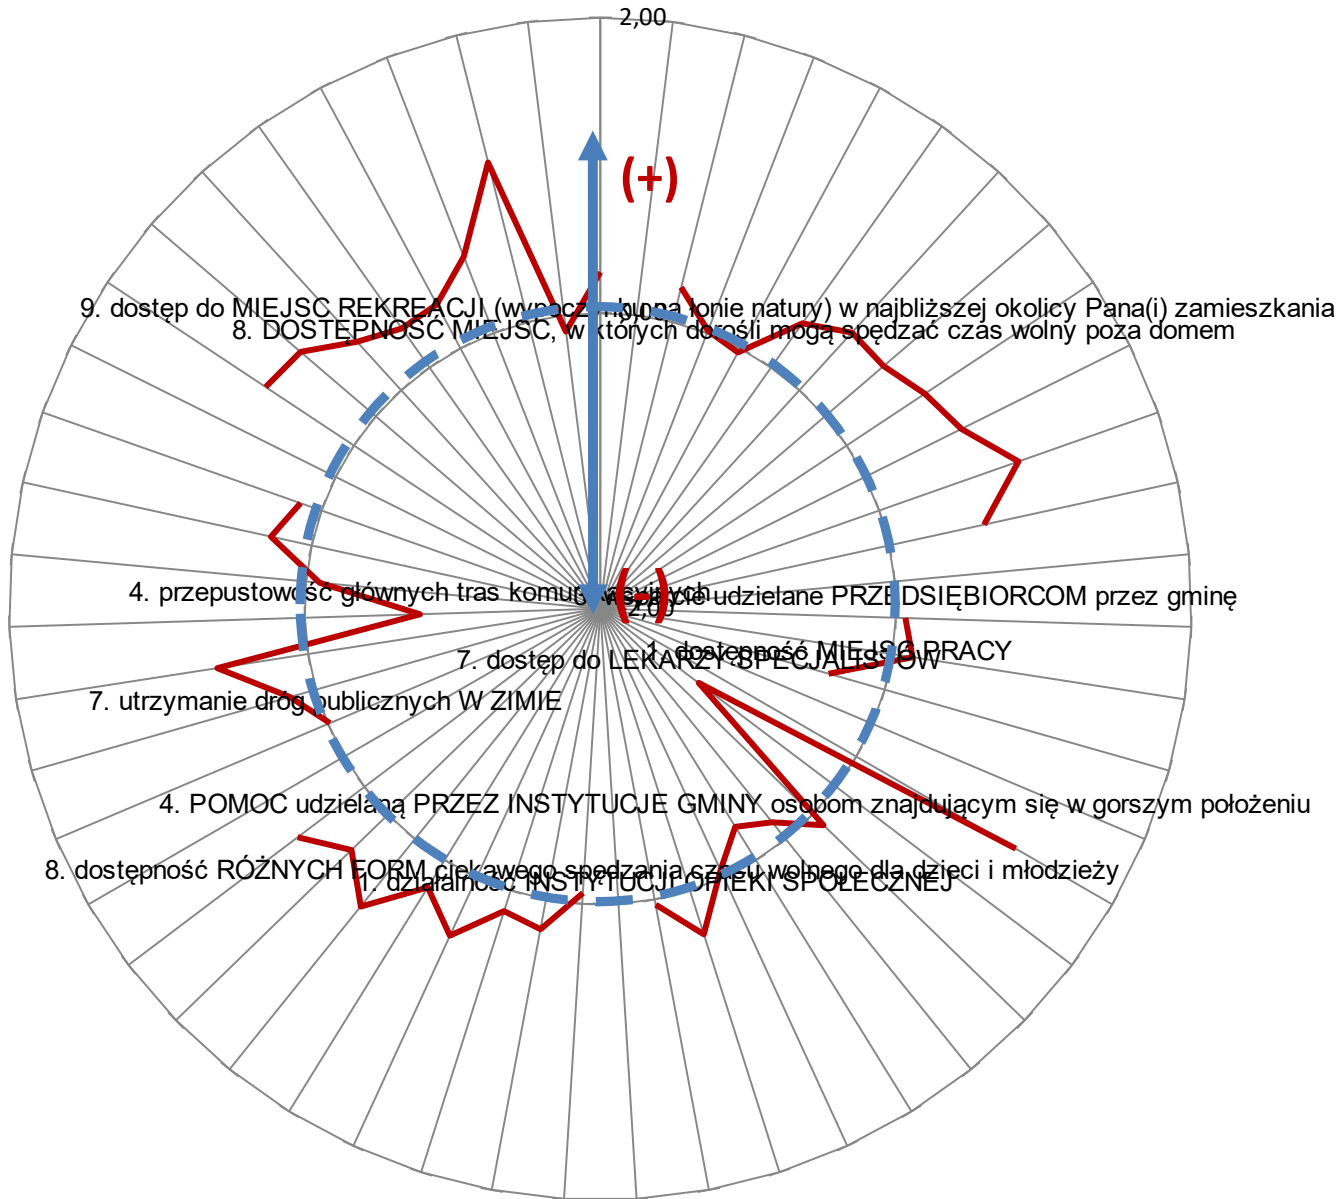 2,00
(+)
9. dostęp do MIEJSC REKREACJI (wypoczynku na łonie natury) w najbliższej okolicy Pana(i) zamieszkania
0,00
8. DOSTĘPNOŚĆ MIEJSC, w których dorośli mogą spędzać czas wolny poza domem
(-)
4. przepustowość głównych tras komunikacyjnych
udzielane PRZEDSIĘBIORCOM przez gminę
-2,00
1. dostępność MIEJSC PRACY
7. dostęp do LEKARZY SPECJALISTÓW
7. utrzymanie dróg publicznych W ZIMIE
4. POMOC udzielaną PRZEZ INSTYTUCJE GMINY osobom znajdującym się w gorszym położeniu
8. dostępność RÓŻNYCH FORM ciekawego spędzania czasu wolnego dla dzieci i młodzieży
1. działalność INSTYTUCJI OPIEKI SPOŁECZNEJ